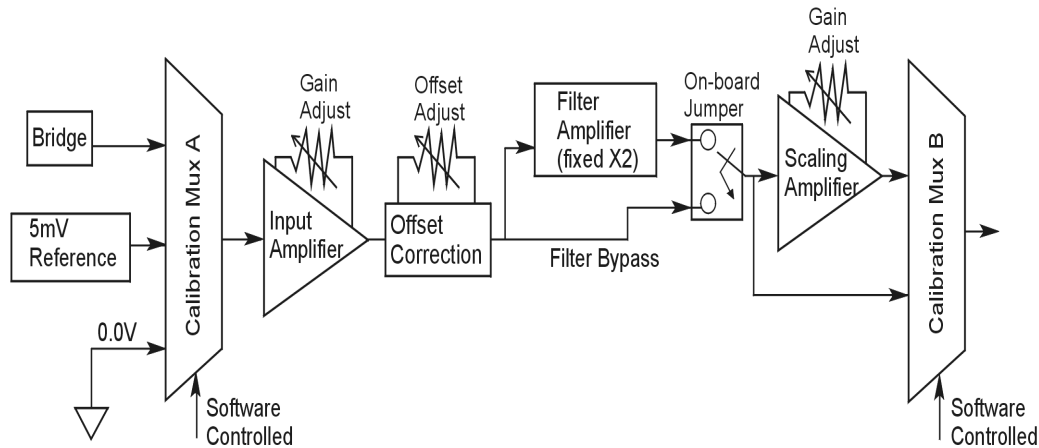 Bridge
5mV
Reference
0.0V
Calibration Mux A
Software
Controlled
Gain
Adjust
Input
Amplifier
Offset
Adjust
Offset
Correction
Filter
Amplifier
(fixed X2)
Filter Bypass
On-board
Jumper
Gain
Adjust
Scaling
Amplifier
Calibration Mux B
Software
Controlled